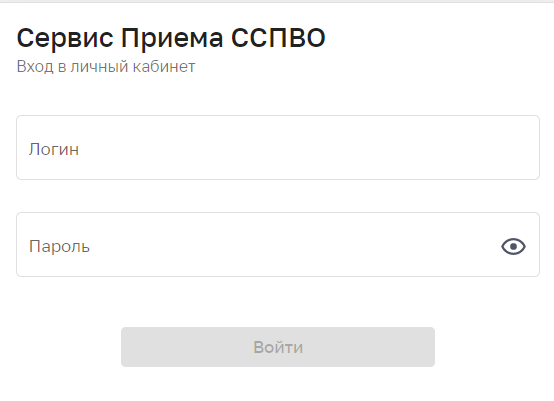 Сервис Приема ССПВО
Вход в личный кабинет
Логин
Пароль
Войти